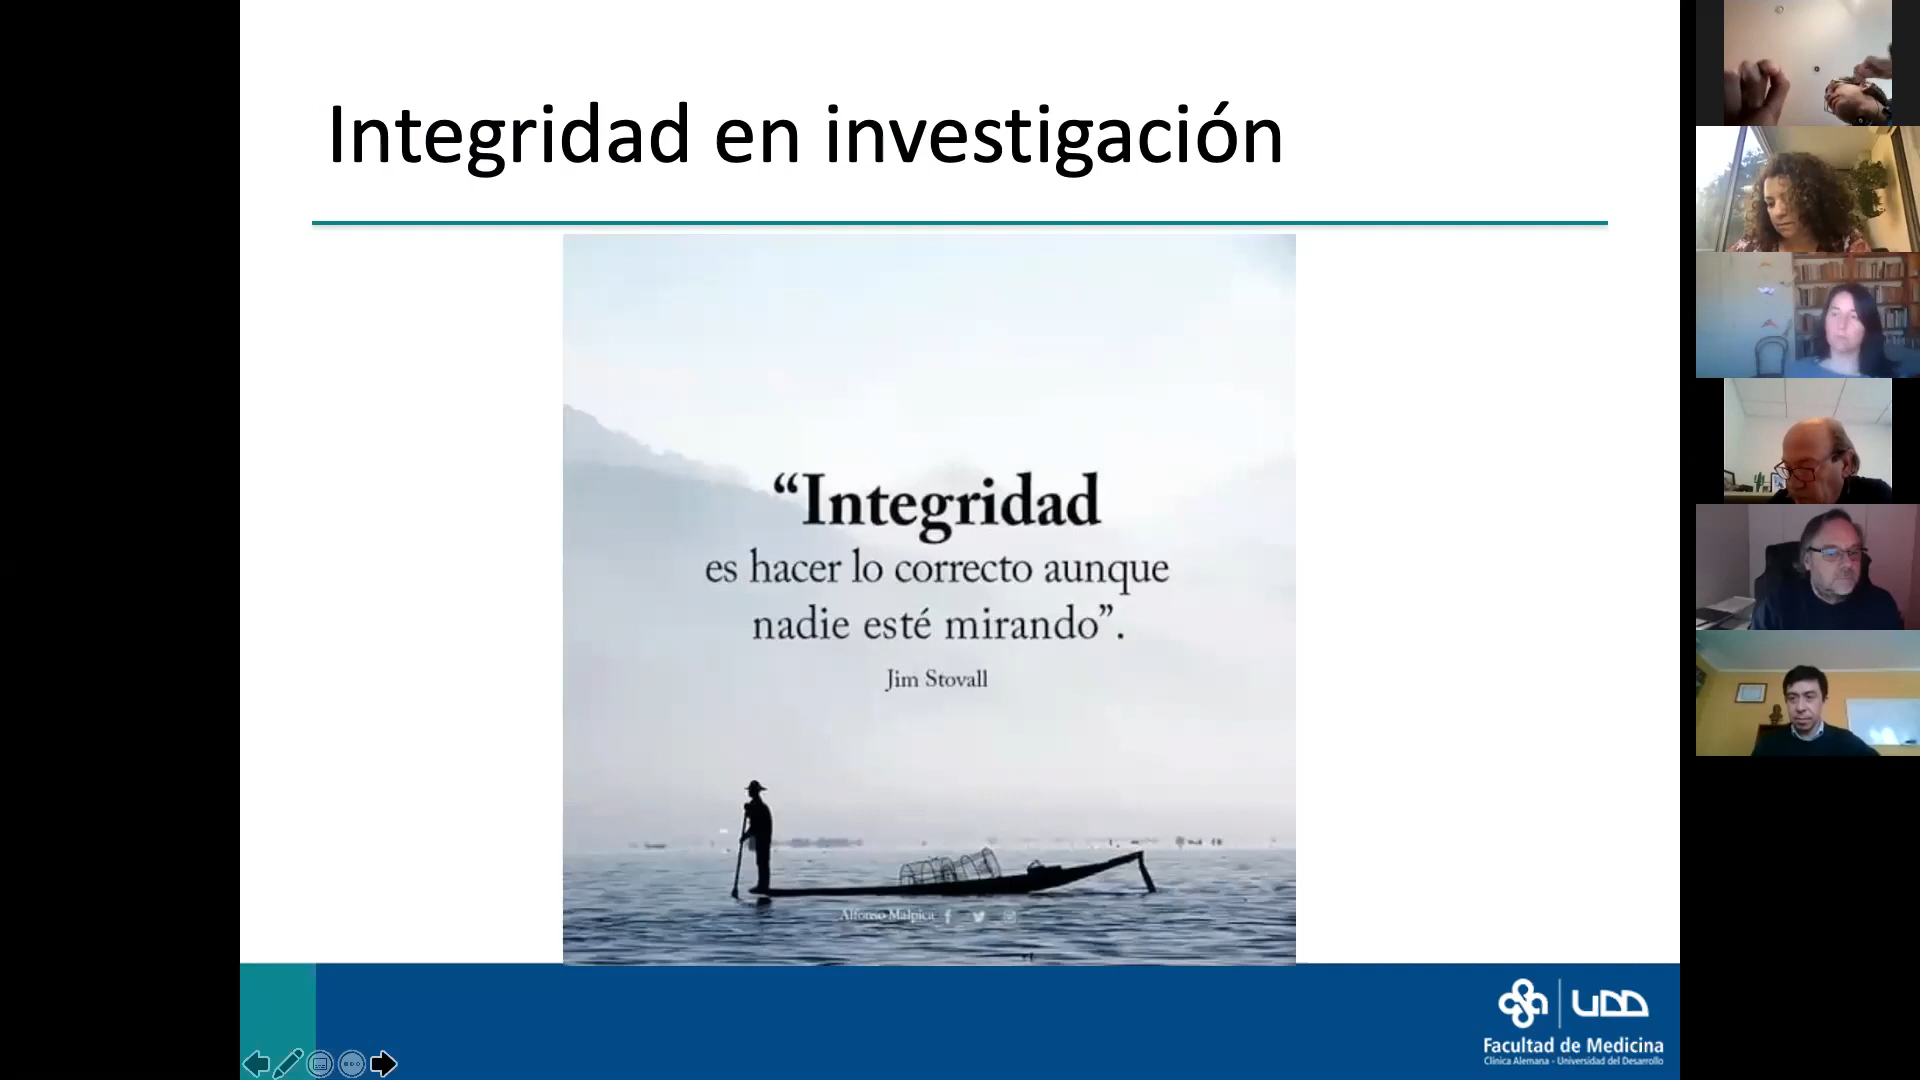 Integridad en investigación
“Integridad
es hacer lo correcto aunque
nadie esté mirando”.
Jim Stovall
Alfonso Malpica
UDD
Facultad de Medicina
Clínica Alemana - Universidad del Desarrollo